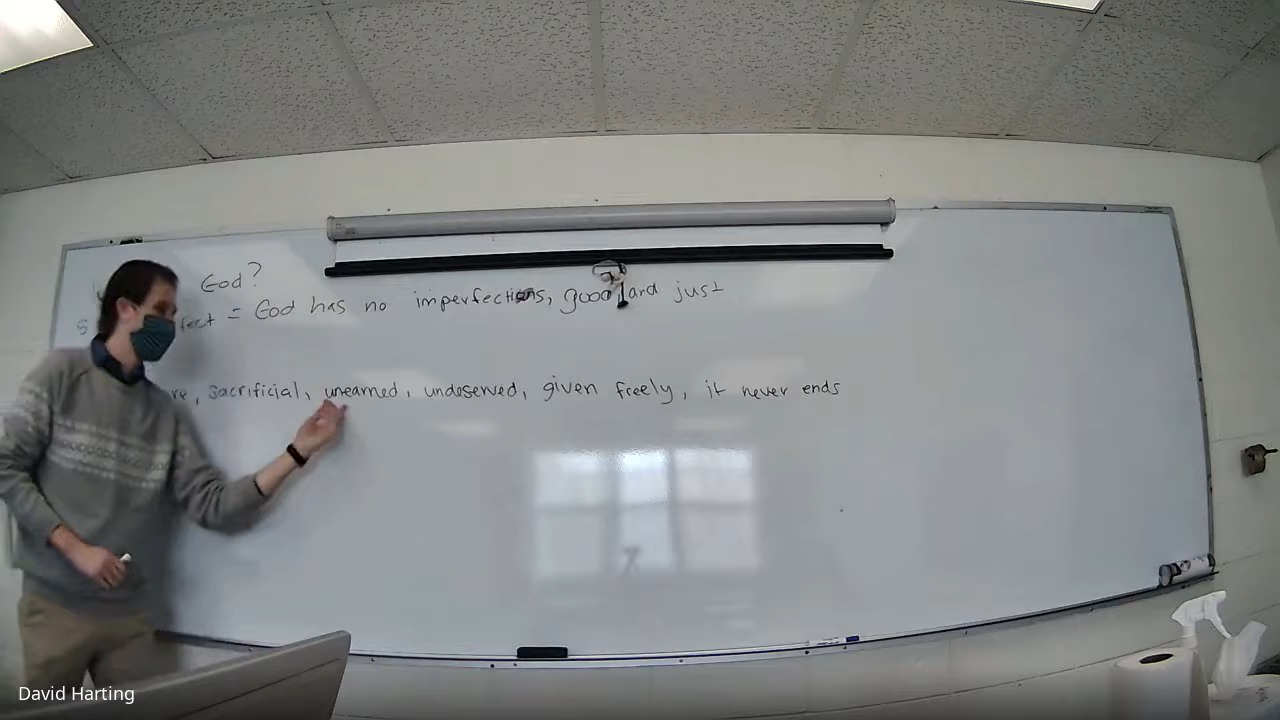 God?
= God has no imperfections, good and just
sacrificial, unearned, undeserved, given freely, it never ends
David Harting